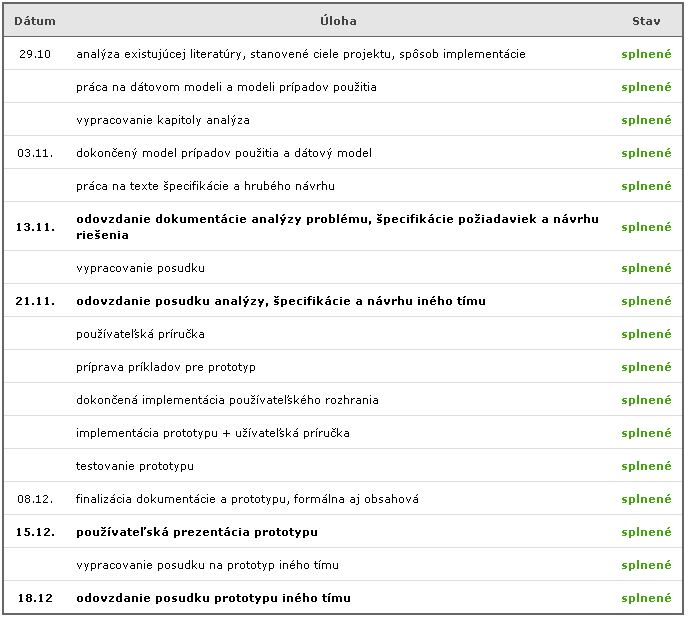 Dátum Úloha Stav
29.10 analýza existujúcej literatúry, stanovené ciele projektu, spôsob implementácie splnené
práca na dátovom modeli a modeli prípadov použitia splnené
vypracovanie kapitoly analýza splnené
03.11. dokončený model prípadov použitia a dátový model splnené
práca na texte špecifikácie a hrubého návrhu splnené
13.11. odovzdanie dokumentácie analýzy problému, špecifikácie požiadaviek a návrhu splnené
riešenia
vypracovanie posudku splnené
21.11. odovzdanie posudku analýzy, špecifikácie a návrhu iného tímu splnené
používateľská príručka splnené
príprava príkladov pre prototyp splnené
dokončená implementácia používateľského rozhrania splnené
implementácia prototypu + užívateľská príručka splnené
testovanie prototypu splnené
08.12. finalizácia dokumentácie a prototypu, formálna aj obsahová splnené
15.12. používateľská prezentácia prototypu splnené
vypracovanie posudku na prototyp iného tímu splnené
18.12 odovzdanie posudku prototypu iného tímu splnené